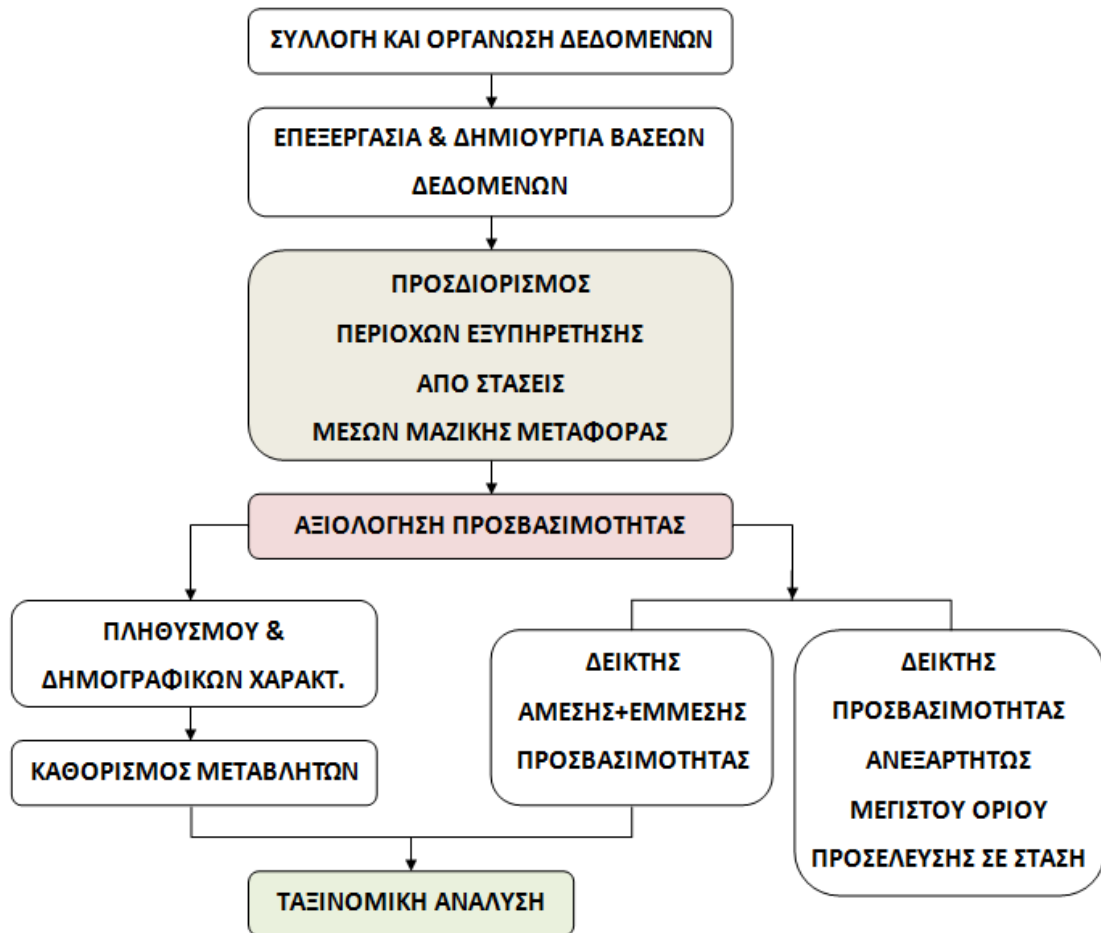 ΣΥΛΛΟΓΗ ΚΑΙ ΟΡΓΑΝΩΣΗ ΔΕΔΟΜΕΝΩΝ
ΕΠΕΞΕΡΓΑΣΙΑ & ΔΗΜΙΟΥΡΓΙΑ ΒΑΣΕΩΝ
ΔΕΔΟΜΕΝΩΝ
ΠΡΟΣΔΙΟΡΙΣΜΟΣ
ΠΕΡΙΟΧΩΝ ΕΞΥΠΗΡΕΤΗΣΗΣ
ΑΠΟ ΣΤΑΣΕΙΣ
ΜΕΣΩΝ ΜΑΖΙΚΗΣ ΜΕΤΑΦΟΡΑΣ
ΑΞΙΟΛΟΓΗΣΗ ΠΡΟΣΒΑΣΙΜΟΤΗΤΑΣ
ΠΛΗΘΥΣΜΟΥ &
ΔΗΜΟΓΡΑΦΙΚΩΝ ΧΑΡΑΚΤ.
ΚΑΘΟΡΙΣΜΟΣ ΜΕΤΑΒΛΗΤΩΝ
ΔΕΙΚΤΗΣ
ΑΜΕΣΗΣ+ΕΜΜΕΣΗΣ
ΠΡΟΣΒΑΣΙΜΟΤΗΤΑΣ
ΔΕΙΚΤΗΣ
ΠΡΟΣΒΑΣΙΜΟΤΗΤΑΣ
ΑΝΕΞΑΡΤΗΤΩΣ
ΜΕΓΙΣΤΟΥ ΟΡΙΟΥ
ΠΡΟΣΕΛΕΥΣΗΣ ΣΕ ΣΤΑΣΗ
ΤΑΞΙΝΟΜΙΚΗ ΑΝΑΛΥΣΗ